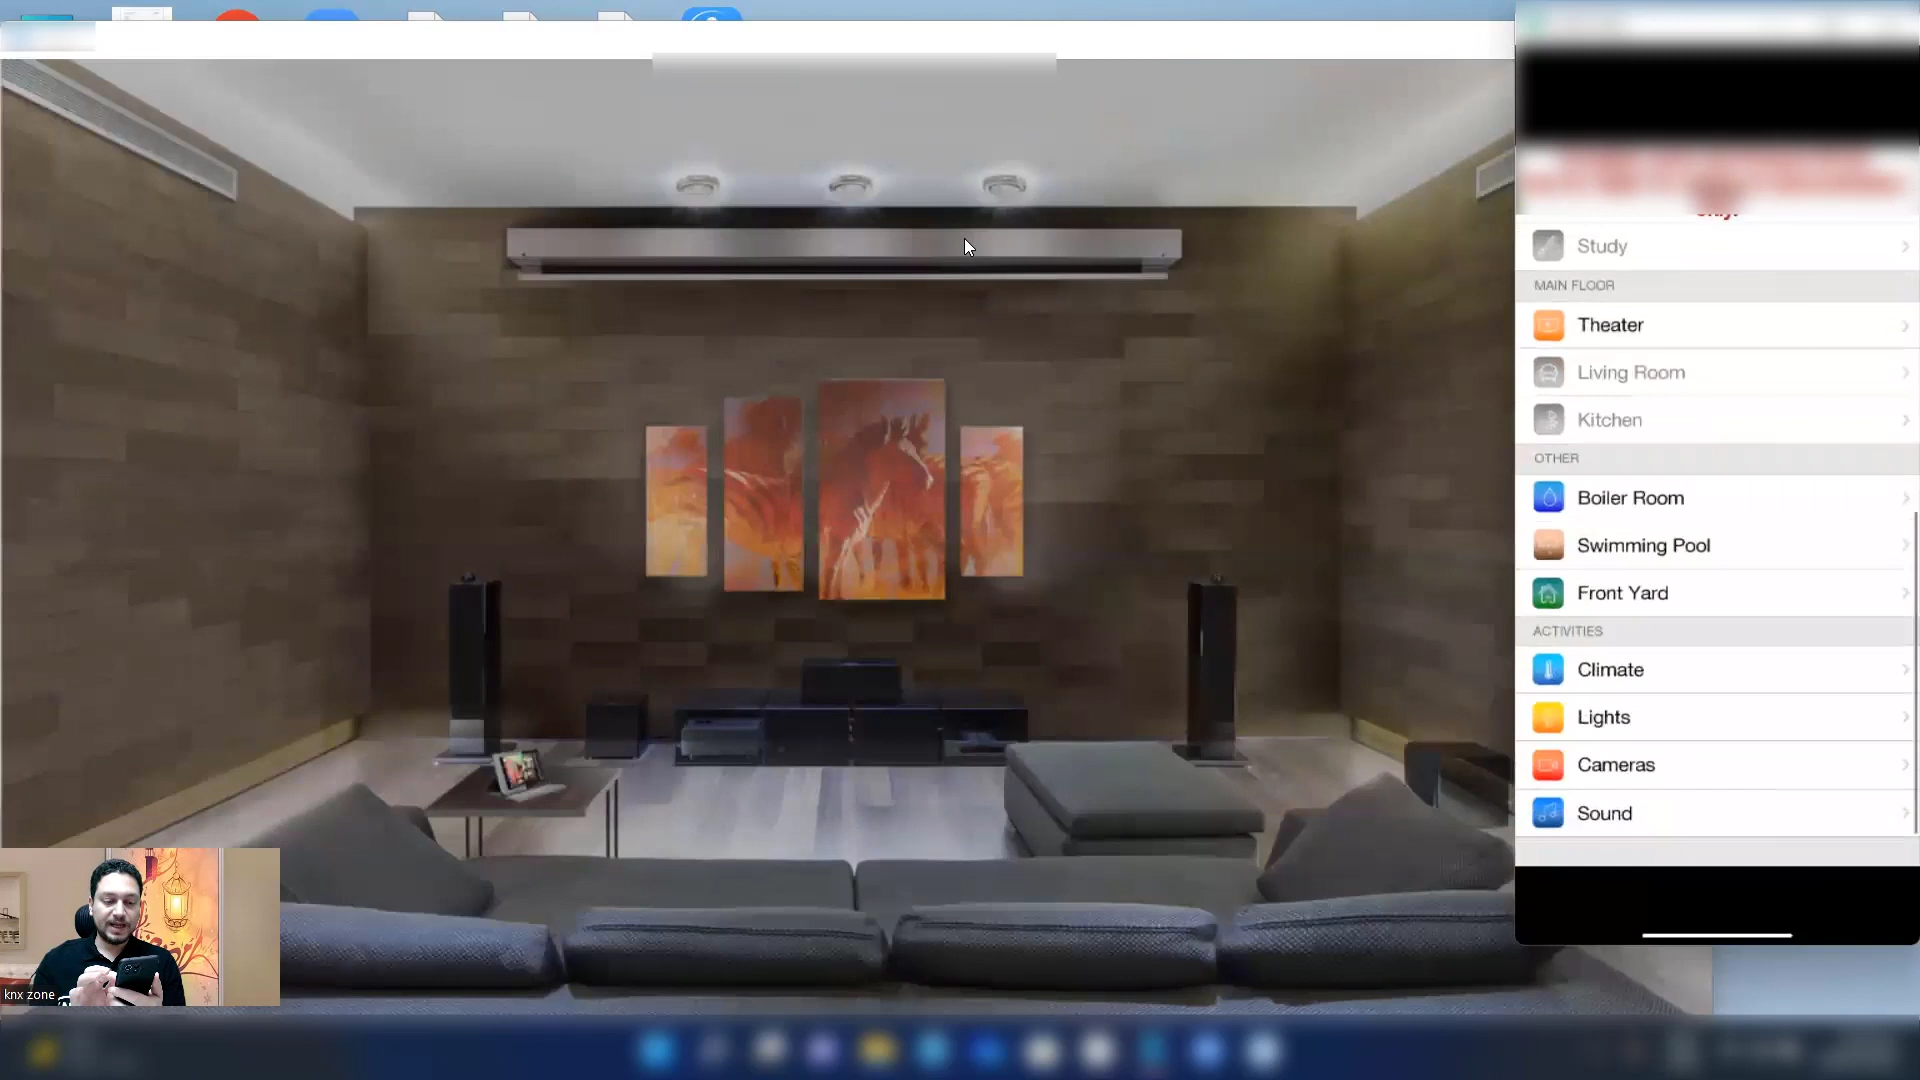 Study
MAIN FLOOR
Theater
Living Room
Kitchen
OTHER
Boiler Room
Swimming Pool
Front Yard
ACTIVITIES
Climate
Lights
Cameras
Sound
knx zone